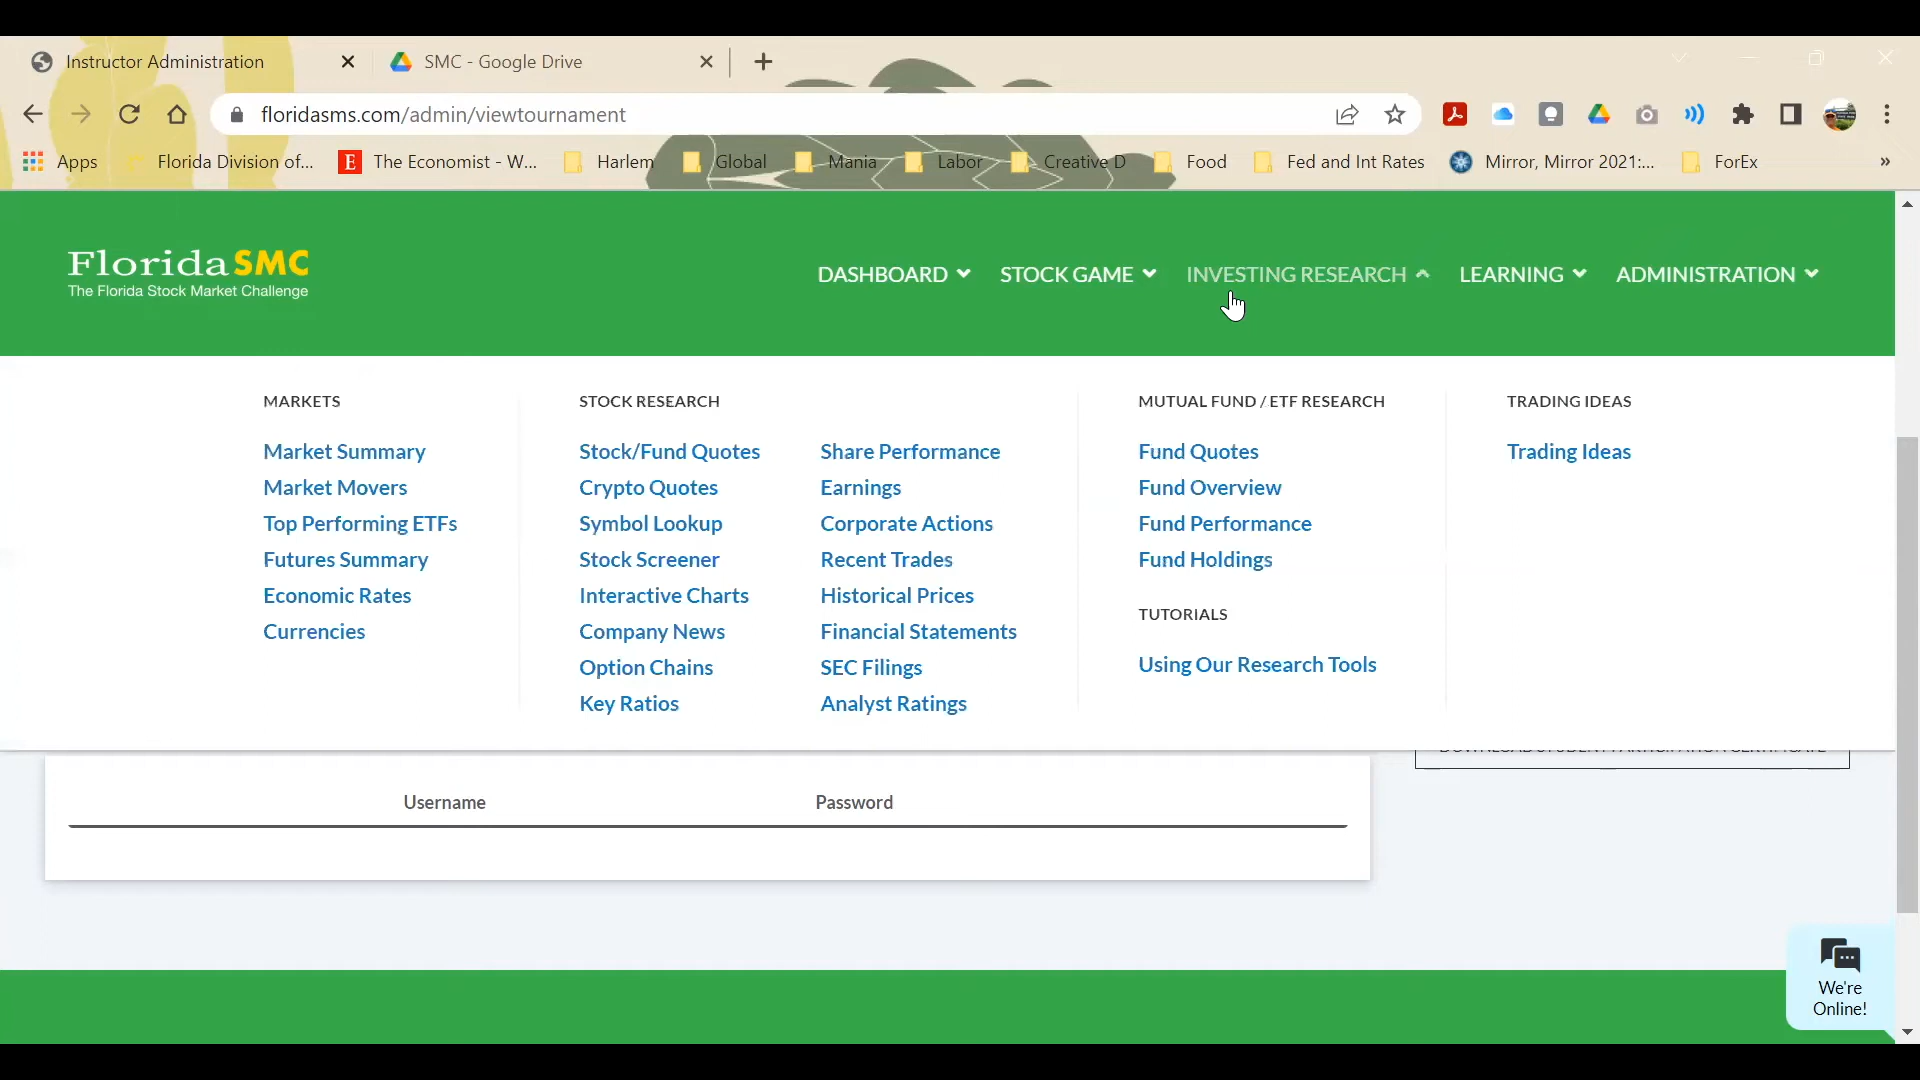 Instructor Administration
SMC - Google Drive
floridasms.com/admin/viewtournament
Apps
Florida Division of...
E
The Economist - W...
Harlem
Global
Mania
Labor
Creative D
Food
Fed and Int Rates
Mirror, Mirror 2021:...
ForEx
»
Florida SMC
The Florida Stock Market Challenge
DASHBOARD
STOCK GAME
INVESTING RESEARCH
LEARNING
ADMINISTRATION
MARKETS
Market Summary
Market Movers
Top Performing ETFs
Futures Summary
Economic Rates
Currencies
STOCK RESEARCH
Stock/Fund Quotes
Crypto Quotes
Symbol Lookup
Stock Screener
Interactive Charts
Company News
Option Chains
Key Ratios
Share Performance
Earnings
Corporate Actions
Recent Trades
Historical Prices
Financial Statements
SEC Filings
Analyst Ratings
MUTUAL FUND / ETF RESEARCH
Fund Quotes
Fund Overview
Fund Performance
Fund Holdings
TUTORIALS
Using Our Research Tools
TRADING IDEAS
Trading Ideas
DOWNLOAD STUDENT PARTICIPATION CERTIFICATE
Username
Password
We're
Online!